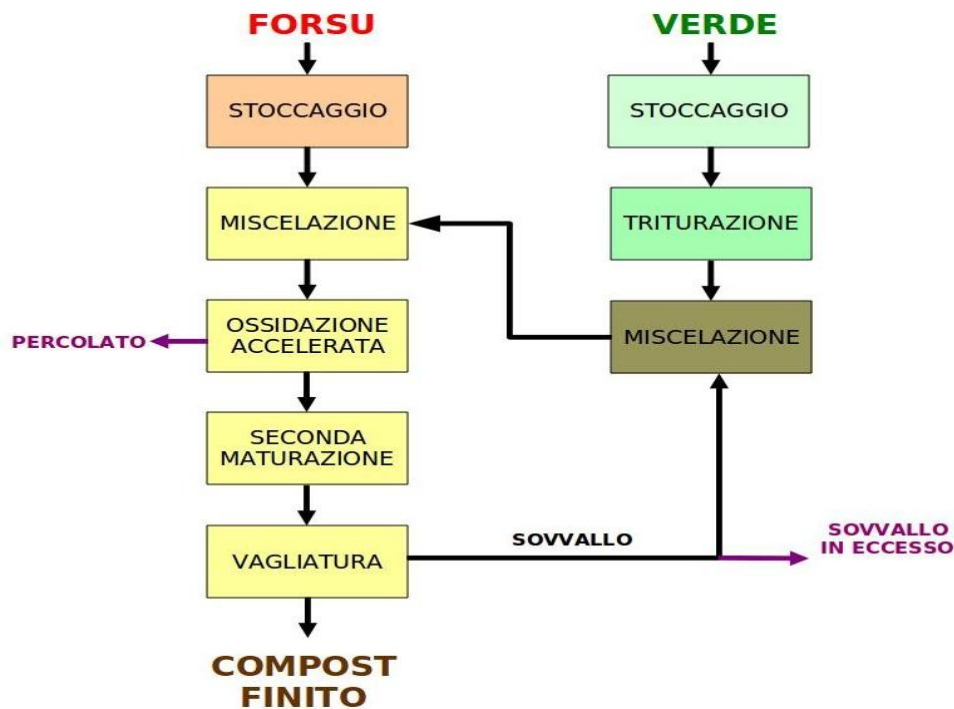 FORSU
VERDE
STOCCAGGIO
STOCCAGGIO
MISCELAZIONE
TRITURAZIONE
OSSIDAZIONE
ACCELERATA
PERCOLATO
MISCELAZIONE
SECONDA
MATURAZIONE
VAGLIATURA
SOVVALLO
SOVVALLO
IN ECCESSO
COMPOST
FINITO